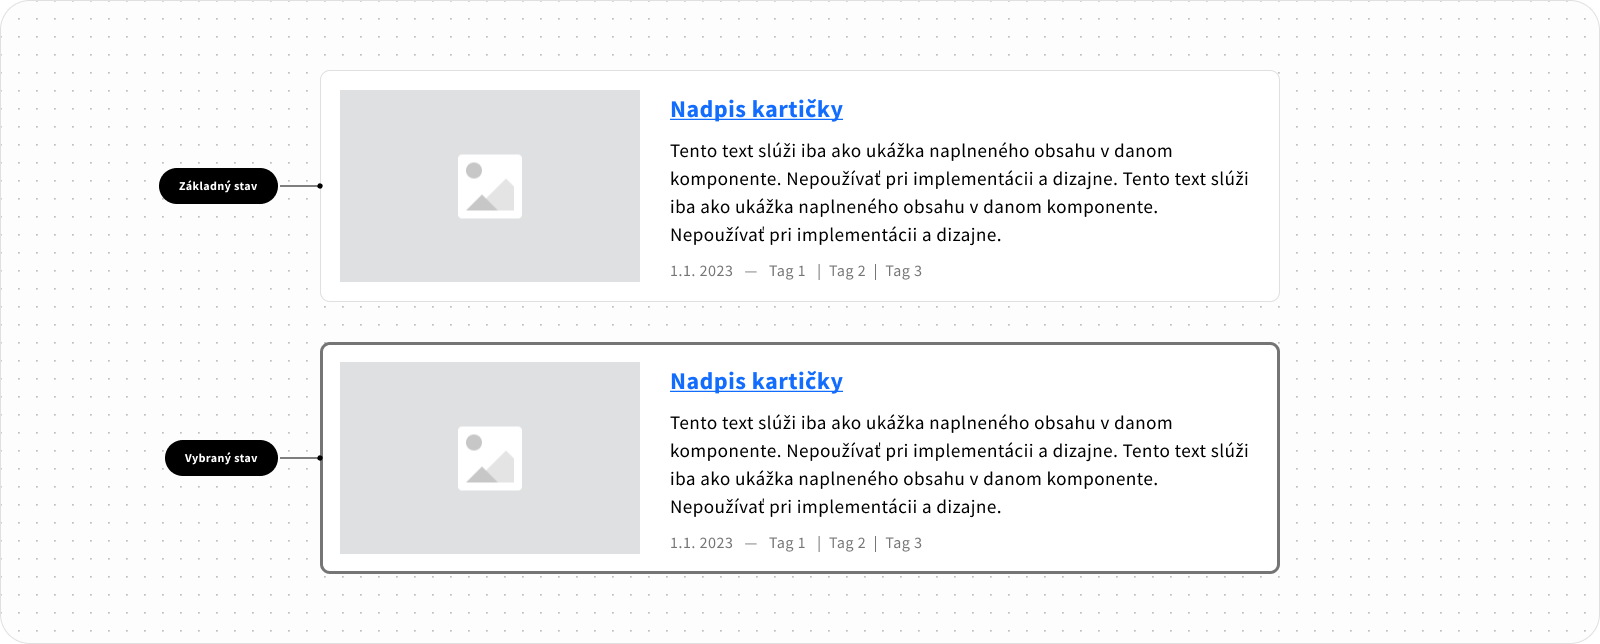 Nadpis kartičky
Tento text slúži iba ako ukážka naplneného obsahu v danom
komponente. Nepoužívať pri implementácii a dizajne. Tento text slúži
iba ako ukážka naplneného obsahu v danom komponente.
Nepoužívať pri implementácii a dizajne.
1.1. 2023 — Tag 1 | Tag 2 | Tag 3
Základný stav
Nadpis kartičky
Tento text slúži iba ako ukážka naplneného obsahu v danom
komponente. Nepoužívať pri implementácii a dizajne. Tento text slúži
iba ako ukážka naplneného obsahu v danom komponente.
Nepoužívať pri implementácii a dizajne.
1.1. 2023 — Tag 1 | Tag 2 | Tag 3
Vybraný stav